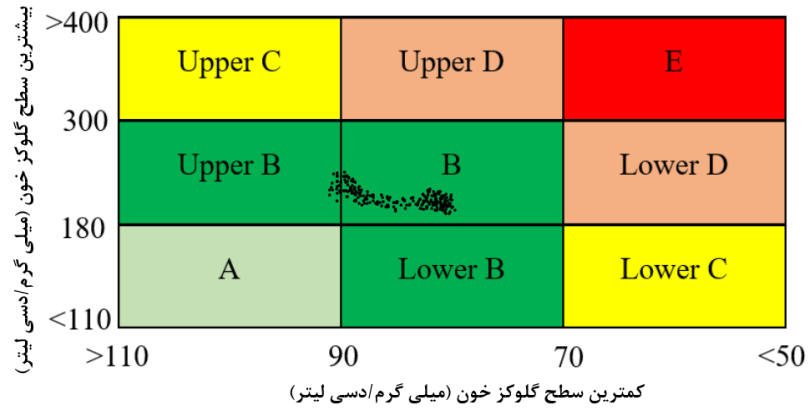 بیشترین سطح گلوکز خون (میلی گرم/دسی لیتر)
>400
300
180
<110
Upper C
Upper D
E
Upper B
B
Lower D
A
Lower B
Lower C
>110
90
70
<50
کمترین سطح گلوکز خون (میلی گرم/دسی لیتر)